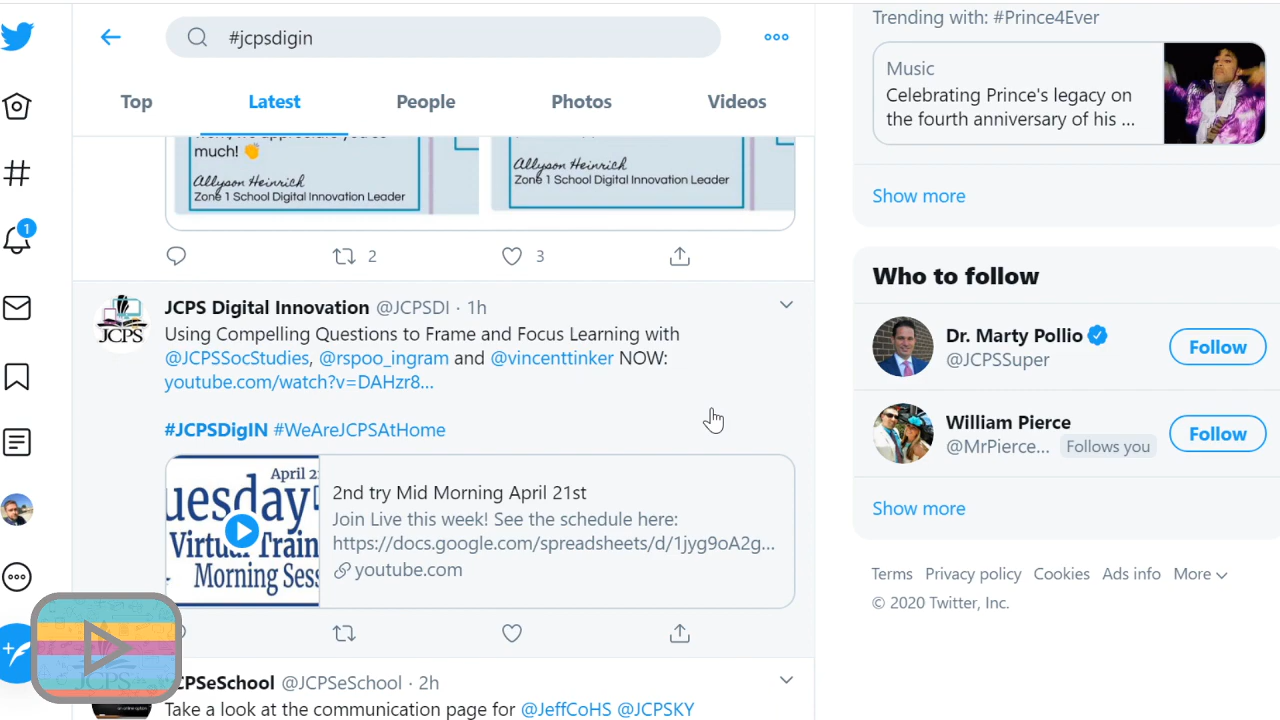 #jcpsdigin
Top
Latest
People
Photos
Videos
much! 👏
Allyson Heinrich
Zone 1 School Digital Innovation Leader
Allyson Heinrich
Zone 1 School Digital Innovation Leader
2
3
JCPS Digital Innovation @JCPSDI · 1h
Using Compelling Questions to Frame and Focus Learning with
@JCPSSocStudies, @rspoo_ingram and @vincenttinker NOW:
youtube.com/watch?v=DAHzr8...
#JCPSDigIN #WeAreJCPSAtHome
JCPS
April 2
uesday
Virtual Train
Morning Sess
2nd try Mid Morning April 21st
Join Live this week! See the schedule here:
https://docs.google.com/spreadsheets/d/1jyg9oA2g...
youtube.com
CPSeSchool @JCPSeSchool · 2h
Take a look at the communication page for @JeffCoHS @JCPSKY
1
Trending with: #Prince4Ever
Music
Celebrating Prince's legacy on
the fourth anniversary of his ...
Show more
Who to follow
Dr. Marty Pollio
@JCPSSuper
Follow
William Pierce
@MrPierce... Follows you
Follow
Show more
Terms Privacy policy Cookies Ads info More
© 2020 Twitter, Inc.